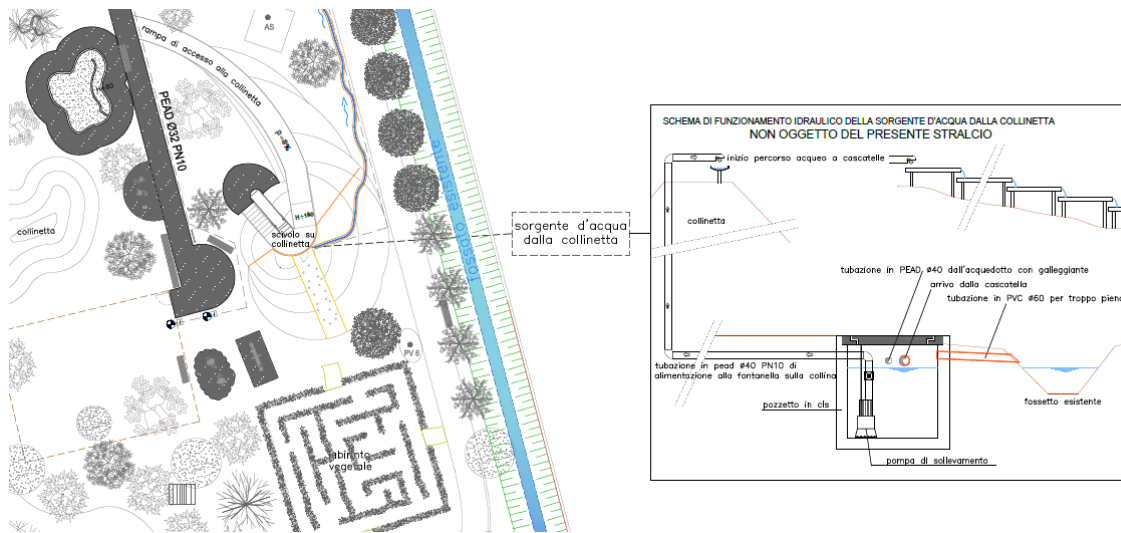 AS
rampa di accesso alla collinetta
PEAD Ø32 PN10
P=8%
H+180
scivolo su
collinetta
collinetta
fossato esistente
sorgente d'acqua
dalla collinetta
PV 6
labirinto
vegetale
SCHEMA DI FUNZIONAMENTO IDRAULICO DELLA SORGENTE D'ACQUA DALLA COLLINETTA
NON OGGETTO DEL PRESENTE STRALCIO
inizio percorso acqueo a cascatelle
collinetta
tubazione in PEAD ø40 dall'acquedotto con galleggiante
arrivo dalla cascatella
tubazione in PVC ø60 per troppo pieno
tubazione in pead ø40 PN10 di
alimentazione alla fontanella sulla collina
pozzetto in cls
fossetto esistente
pompa di sollevamento